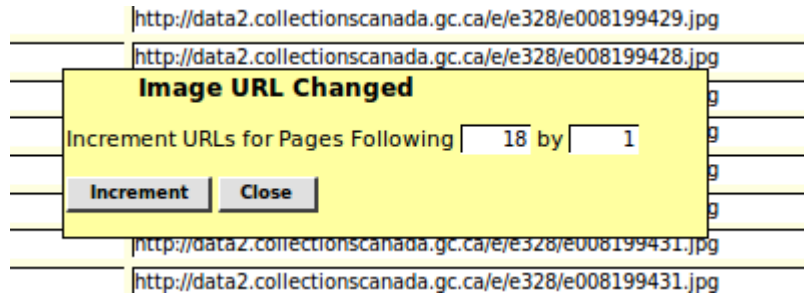 http://data2.collectionscanada.gc.ca/e/e328/e008199429.jpg
http://data2.collectionscanada.gc.ca/e/e328/e008199428.jpg
Image URL Changed
g
Increment URLs for Pages Following 18 by 1
g
g
Increment Close
g
http://data2.collectionscanada.gc.ca/e/e328/e008199431.jpg
http://data2.collectionscanada.gc.ca/e/e328/e008199431.jpg